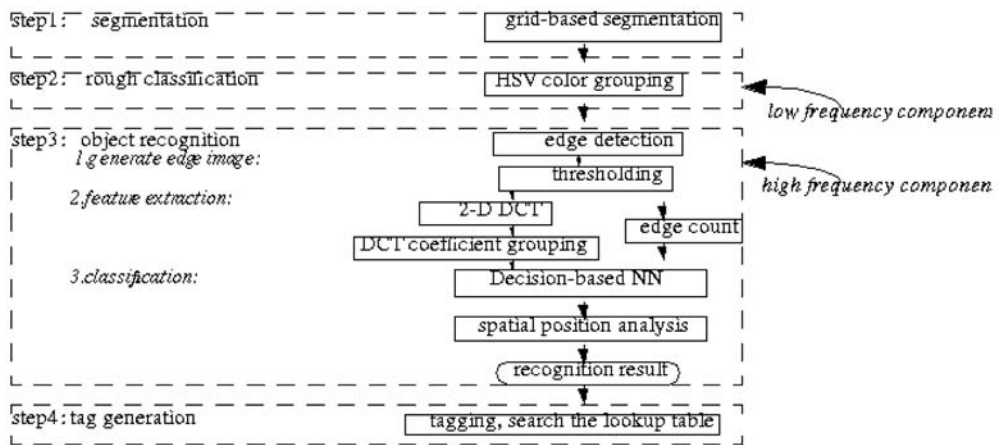 step1: segmentation
grid-based segmentation
step2: rough classification
HSV color grouping
low frequency component
step3: object recognition
edge detection
1.generate edge image:
thresholding
high frequency componen
2.feature extraction:
2-D DCT
edge count
DCT coefficient grouping
3.classification:
Decision-based NN
spatial position analysis
recognition result
step4: tag generation
tagging, search the lookup table